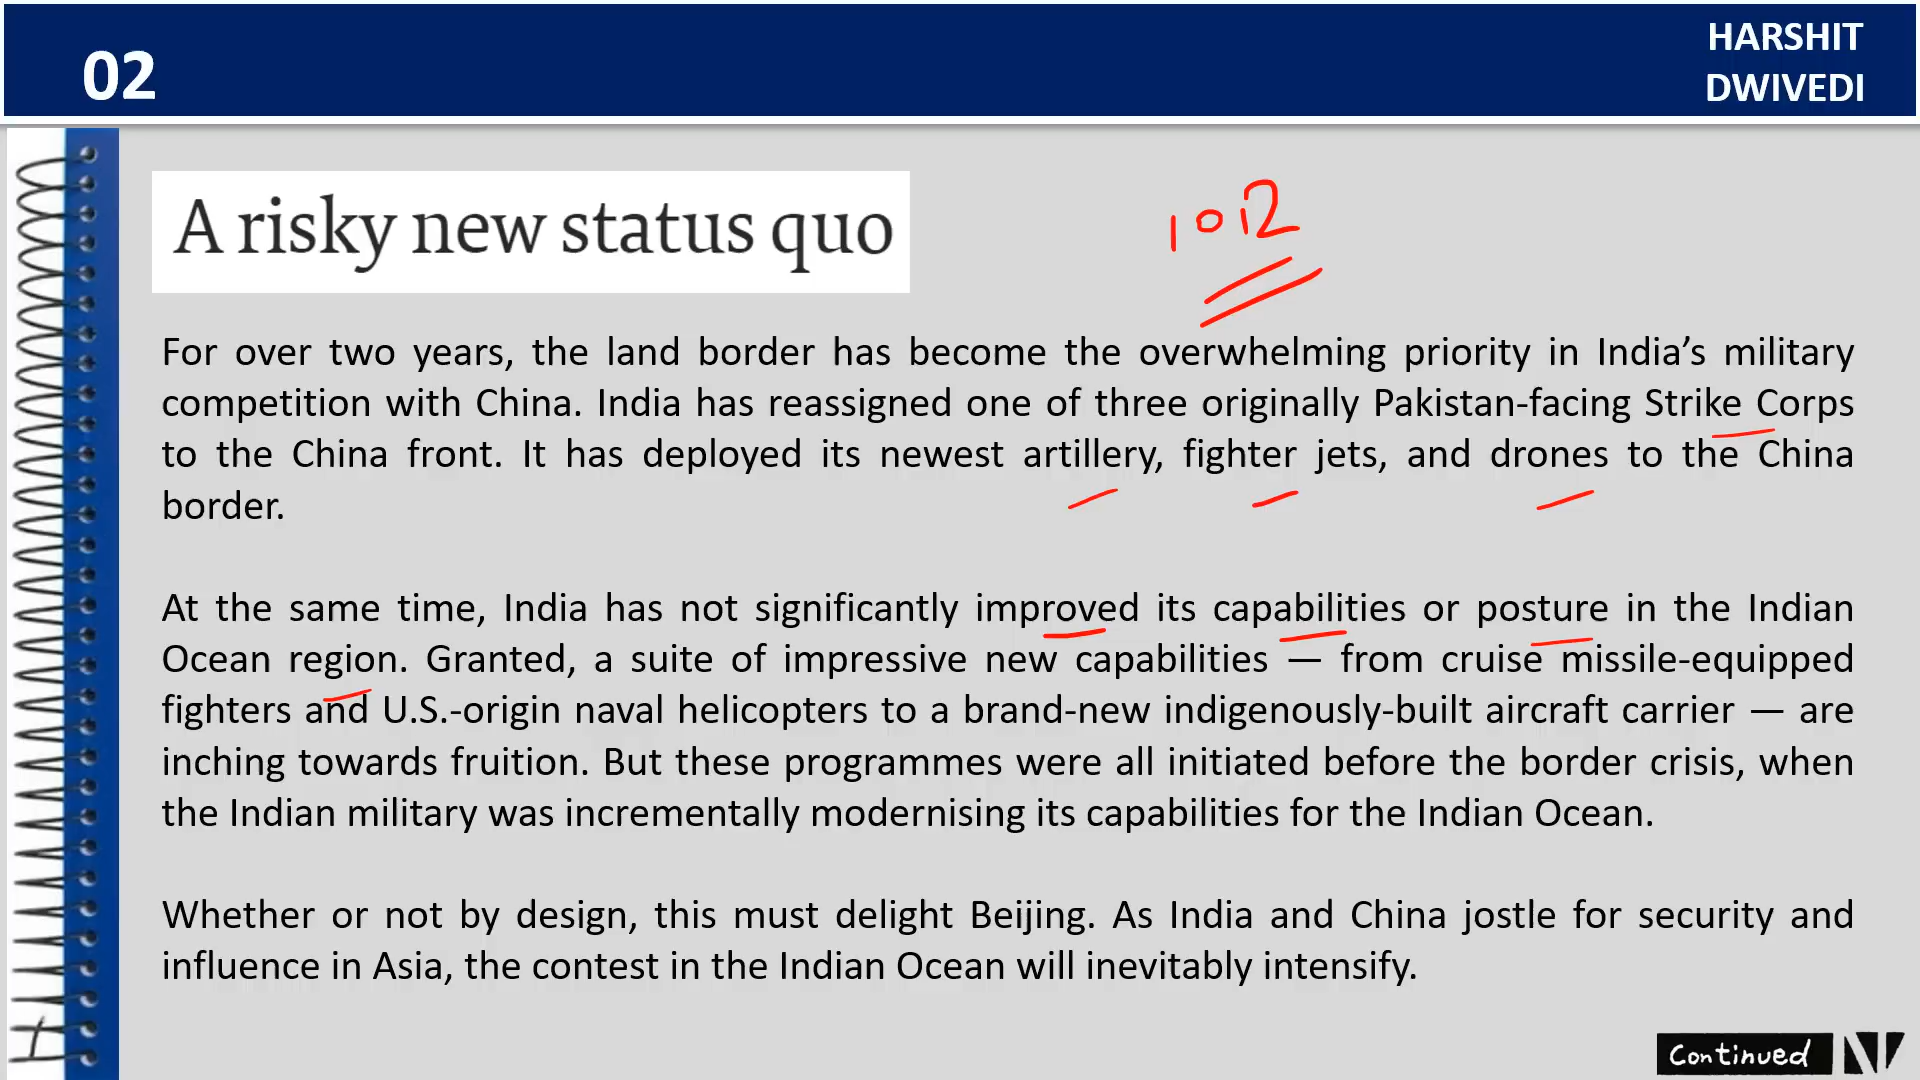 02
HARSHIT
DWIVEDI
A risky new status quo
1012
For over two years, the land border has become the overwhelming priority in India’s military
competition with China. India has reassigned one of three originally Pakistan-facing Strike Corps
to the China front. It has deployed its newest artillery, fighter jets, and drones to the China
border.
At the same time, India has not significantly improved its capabilities or posture in the Indian
Ocean region. Granted, a suite of impressive new capabilities — from cruise missile-equipped
fighters and U.S.-origin naval helicopters to a brand-new indigenously-built aircraft carrier — are
inching towards fruition. But these programmes were all initiated before the border crisis, when
the Indian military was incrementally modernising its capabilities for the Indian Ocean.
Whether or not by design, this must delight Beijing. As India and China jostle for security and
influence in Asia, the contest in the Indian Ocean will inevitably intensify.
Continued